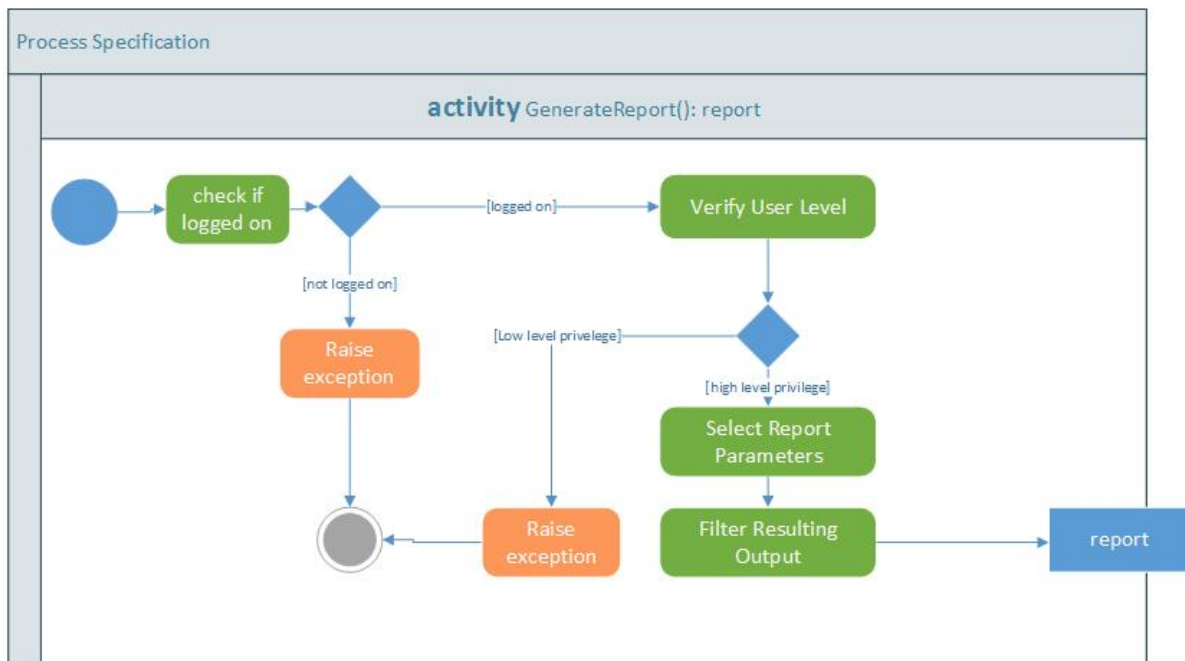 Process Specification
activity GenerateReport(): report
check if
logged on
[logged on]
Verify User Level
[not logged on]
Raise
exception
[Low level privelege]
[high level privilege]
Select Report
Parameters
Raise
exception
Filter Resulting
Output
report